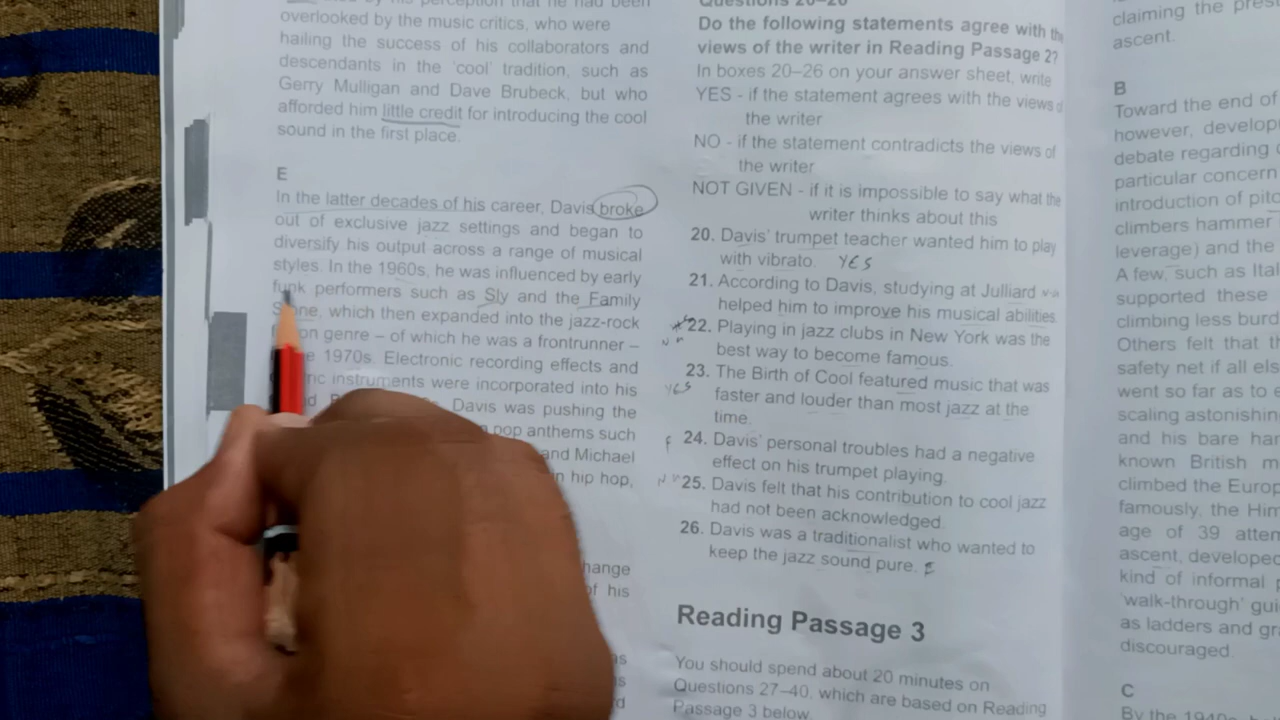 by his perception that he had been
overlooked by the music critics, who were
hailing the success of his collaborators and
descendants in the 'cool' tradition, such as
Gerry Mulligan and Dave Brubeck, but who
afforded him little credit for introducing the cool
sound in the first place.
E
In the latter decades of his career, Davis broke
out of exclusive jazz settings and began to
diversify his output across a range of musical
styles. In the 1960s, he was influenced by early
funk performers such as Sly and the Family
Stone, which then expanded into the jazz-rock
genre – of which he was a frontrunner –
1970s. Electronic recording effects and
instruments were incorporated into his
Davis was pushing the
pop anthems such
and Michael
hip hop,
of his
Questions 20–26
Do the following statements agree with the
views of the writer in Reading Passage 2?
In boxes 20–26 on your answer sheet, write
YES - if the statement agrees with the views
the writer
NO - if the statement contradicts the views of
the writer
NOT GIVEN - if it is impossible to say what the
writer thinks about this
20. Davis' trumpet teacher wanted him to play
with vibrato. YES
21. According to Davis, studying at Julliard
helped him to improve his musical abilities.
22. Playing in jazz clubs in New York was the
best way to become famous.
23. The Birth of Cool featured music that was
YES
faster and louder than most jazz at the
time.
F 24. Davis' personal troubles had a negative
effect on his trumpet playing.
25. Davis felt that his contribution to cool jazz
had not been acknowledged.
26. Davis was a traditionalist who wanted to
keep the jazz sound pure. F
Reading Passage 3
You should spend about 20 minutes on
Questions 27–40, which are based on Reading
Passage 3 below.
claiming the
ascent.
B
Toward the end of
however,
debate regarding
particular concern
introduction of
climbers hammer
leverage) and the
A few, such as
supported these
climbing less
Others felt that
safety net if all
went so far as to
scaling
and his bare
known British
climbed the
famously, the
age of 39
ascent, developed
kind of informal
'walk-through'
as ladders and
discouraged.
C
By the